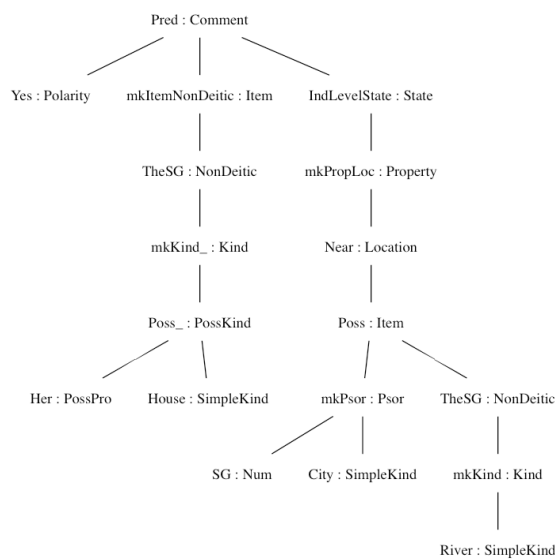 Pred : Comment
Yes : Polarity mkItemNonDeitic : Item IndLevelState : State
TheSG : NonDeitic mkPropLoc : Property
mkKind_ : Kind Near : Location
Poss_ : PossKind Poss : Item
Her : PossPro House : SimpleKind mkPsor : Psor TheSG : NonDeitic
SG : Num City : SimpleKind mkKind : Kind
River : SimpleKind